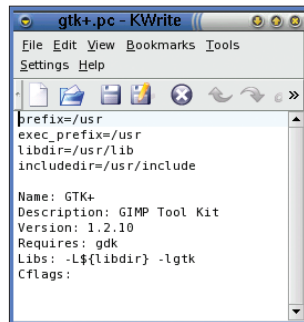 gtk+.pc - KWrite
File Edit View Bookmarks Tools
Settings Help
prefix=/usr
exec_prefix=/usr
libdir=/usr/lib
includedir=/usr/include

Name: GTK+
Description: GIMP Tool Kit
Version: 1.2.10
Requires: gdk
Libs: -L${libdir} -lgtk
Cflags: